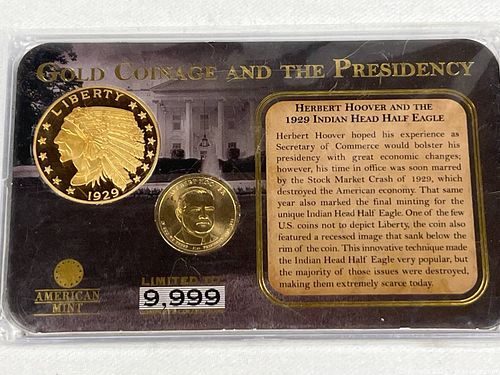 GOLD COINAGE AND THE PRESIDENCY
LIBERTY
1929
HERBERT HOOVER AND THE
1929 INDIAN HEAD HALF EAGLE
Herbert Hoover hoped his experience as
Secretary of Commerce would bolster his
presidency with great economic changes;
however, his time in office was soon marred
by the Stock Market Crash of 1929, which
destroyed the American economy. That same
year also marked the final minting for the
unique Indian Head Half Eagle. One of the few
U.S. coins not to depict Liberty, the coin also
featured a recessed image that sank below the
rim of the coin. This innovative technique made
the Indian Head Half Eagle very popular, but
the majority of those issues were destroyed,
making them extremely scarce today.
AMERICAN
MINT
LIMITED
9,999